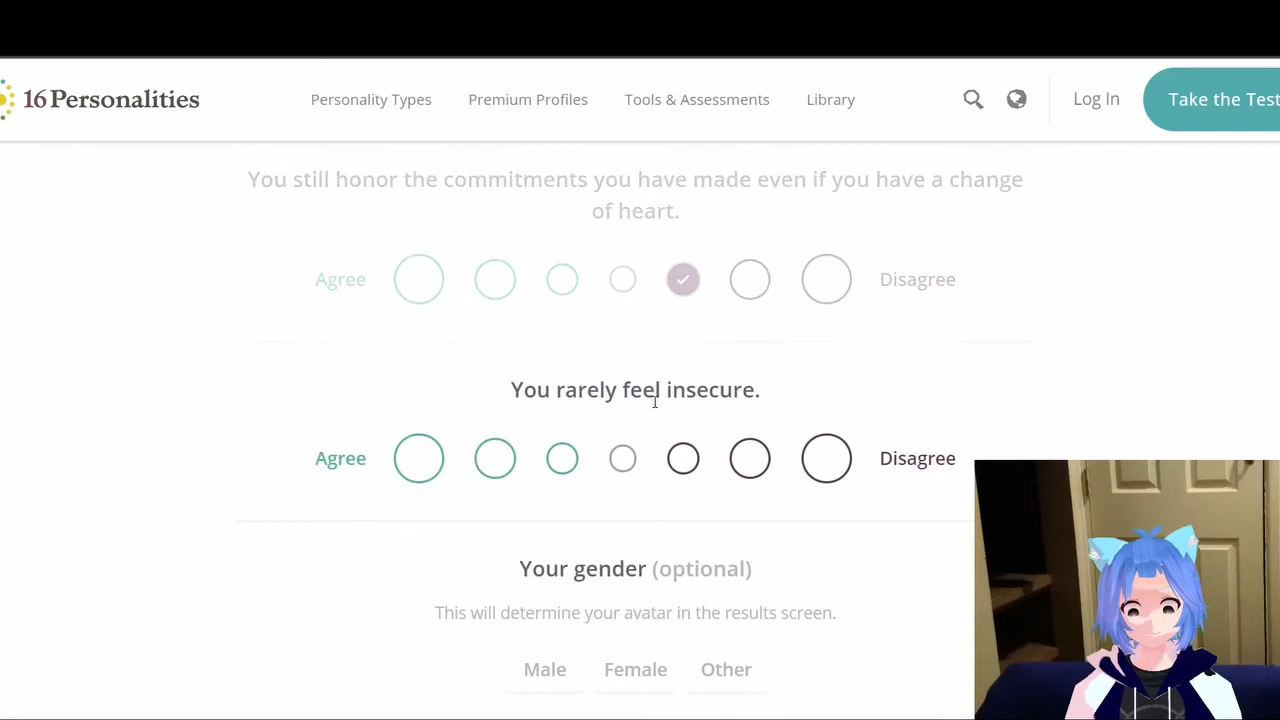 16Personalities
Personality Types
Premium Profiles
Tools & Assessments
Library
Log In
Take the Test
You still honor the commitments you have made even if you have a change
of heart.
Agree
Disagree
You rarely feel insecure.
Agree
Disagree
Your gender (optional)
This will determine your avatar in the results screen.
Male
Female
Other